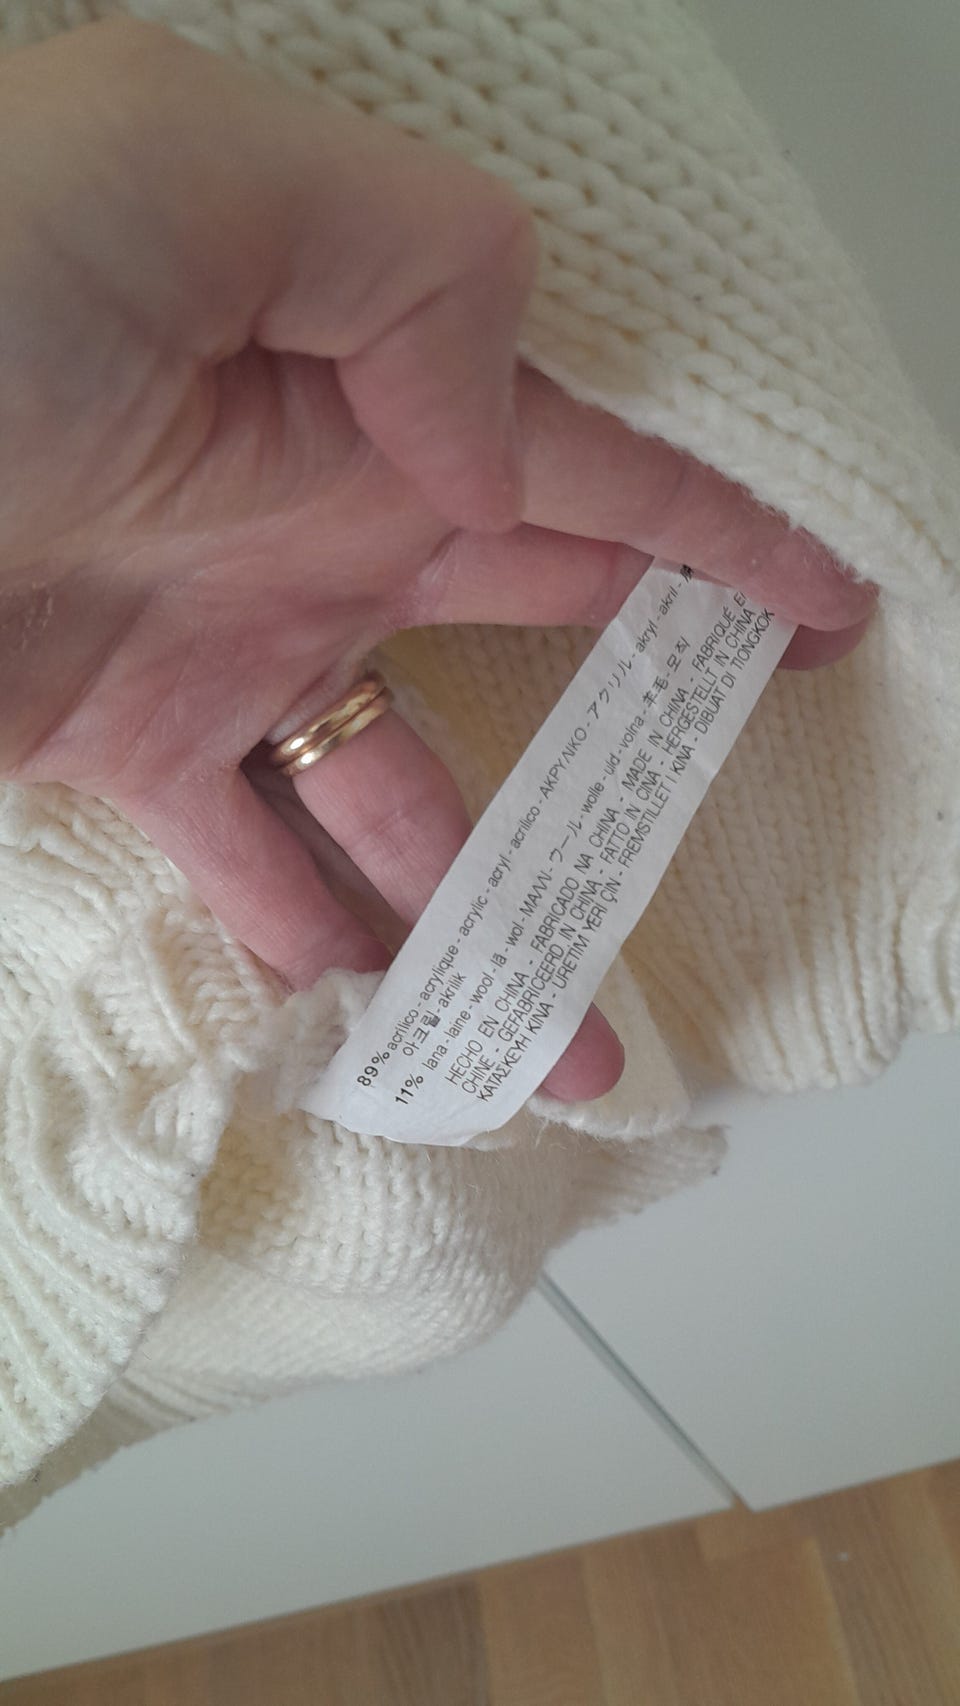 89% acrílico - acrylique - acrylic - acryl - acrilico - ΑΚΡΥΛΙΚΟ - アクリル - akryl - akril -
아크릴 - akrilik
11% lana - laine - wool - lã - wol - ΜΑΛΛΙ - ウール - wolle - uld - volna - 羊毛 - 모직
HECHO EN CHINA - FABRICADO NA CHINA - MADE IN CHINA - FABRIQUÉ EN
CHINE - GEFABRICEERD IN CHINA - FATTO IN CINA - HERGESTELLT IN CHINA
ΚΑΤΑΣΚΕΥΗ ΚΙΝΑ - ÜRETIM YERI ÇIN - FREMSTILLET I KINA - DIBUAT DI TIONGKOK